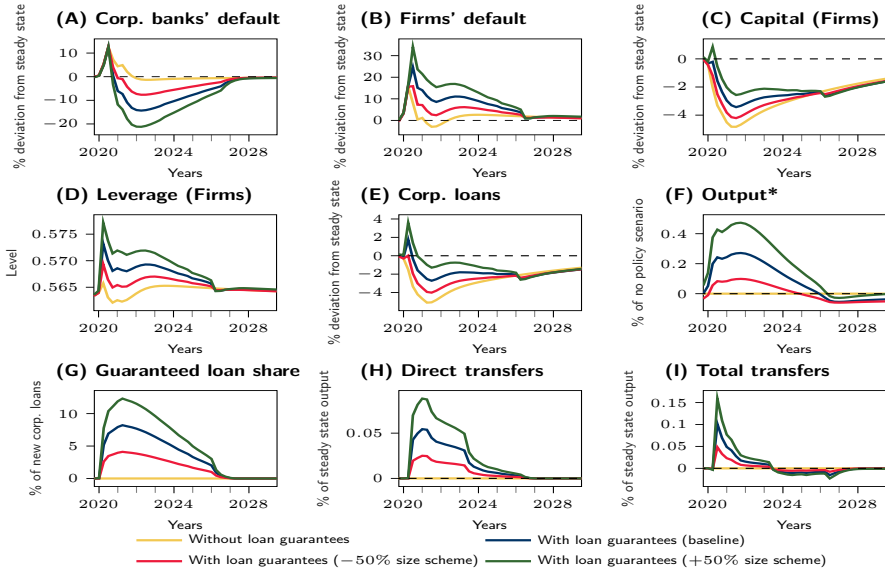 (A) Corp. banks' default
% deviation from steady state
10
0
−10
−20
2020
2024
2028
Years
(B) Firms' default
% deviation from steady state
30
20
10
0
2020
2024
2028
Years
(C) Capital (Firms)
% deviation from steady state
0
−2
−4
2020
2024
2028
Years
(D) Leverage (Firms)
Level
0.575
0.570
0.565
2020
2024
2028
Years
(E) Corp. loans
% deviation from steady state
4
2
0
−2
−4
2020
2024
2028
Years
(F) Output*
% of no policy scenario
0.4
0.2
0
2020
2024
2028
Years
(G) Guaranteed loan share
% of new corp. loans
10
5
0
2020
2024
2028
Years
(H) Direct transfers
% of steady state output
0.05
0
2020
2024
2028
Years
(I) Total transfers
% of steady state output
0.15
0.1
0.05
0
2020
2024
2028
Years
Without loan guarantees
With loan guarantees (baseline)
With loan guarantees (−50% size scheme)
With loan guarantees (+50% size scheme)